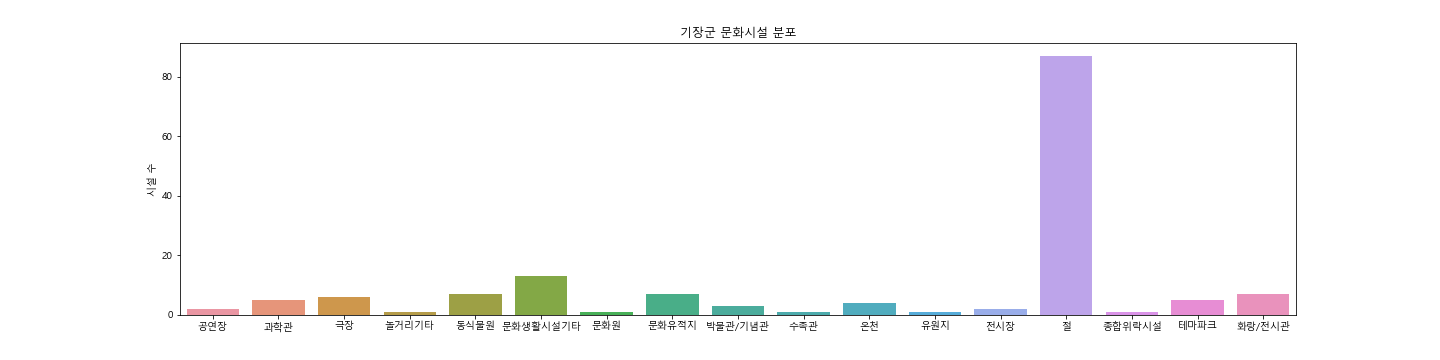 기장군 문화시설 분포
시설 수
80
60
40
20
0
공연장 과학관 극장 놀거리기타 동식물원 문화생활시설기타 문화원 문화유적지 박물관/기념관 수족관 온천 유원지 전시장 절 종합위락시설 테마파크 화랑/전시관